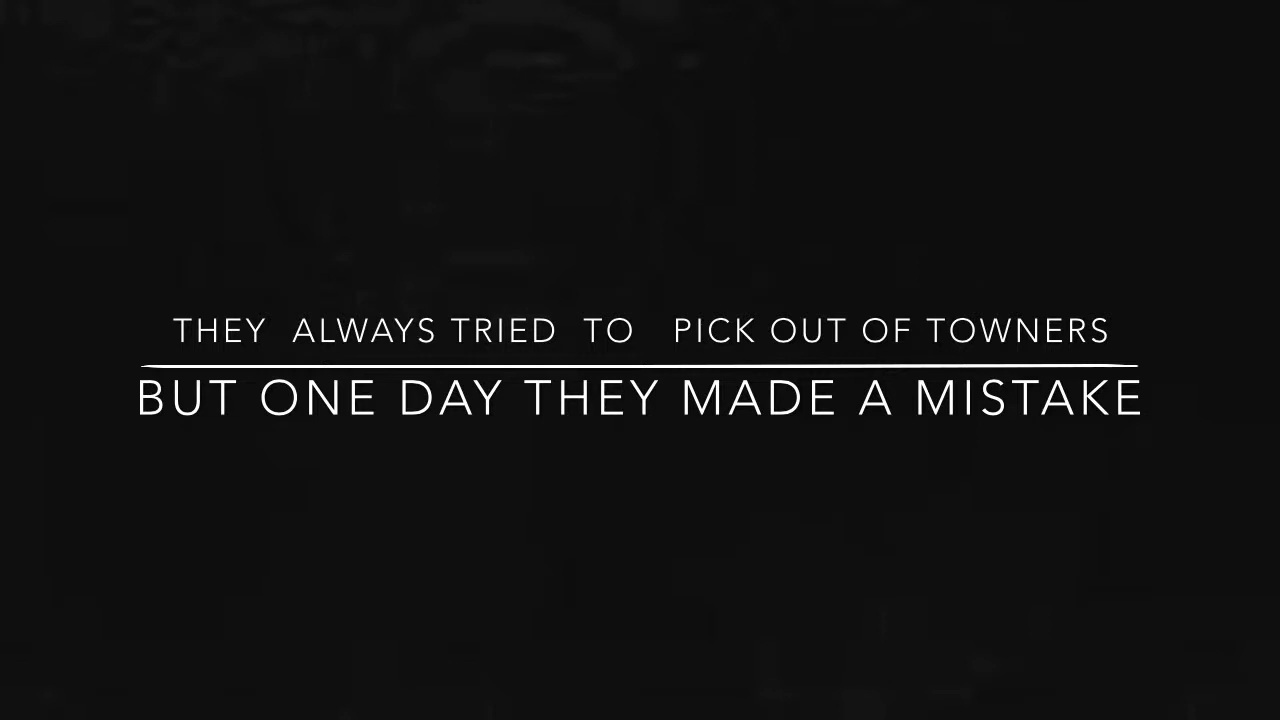 THEY ALWAYS TRIED TO PICK OUT OF TOWNERS
BUT ONE DAY THEY MADE A MISTAKE